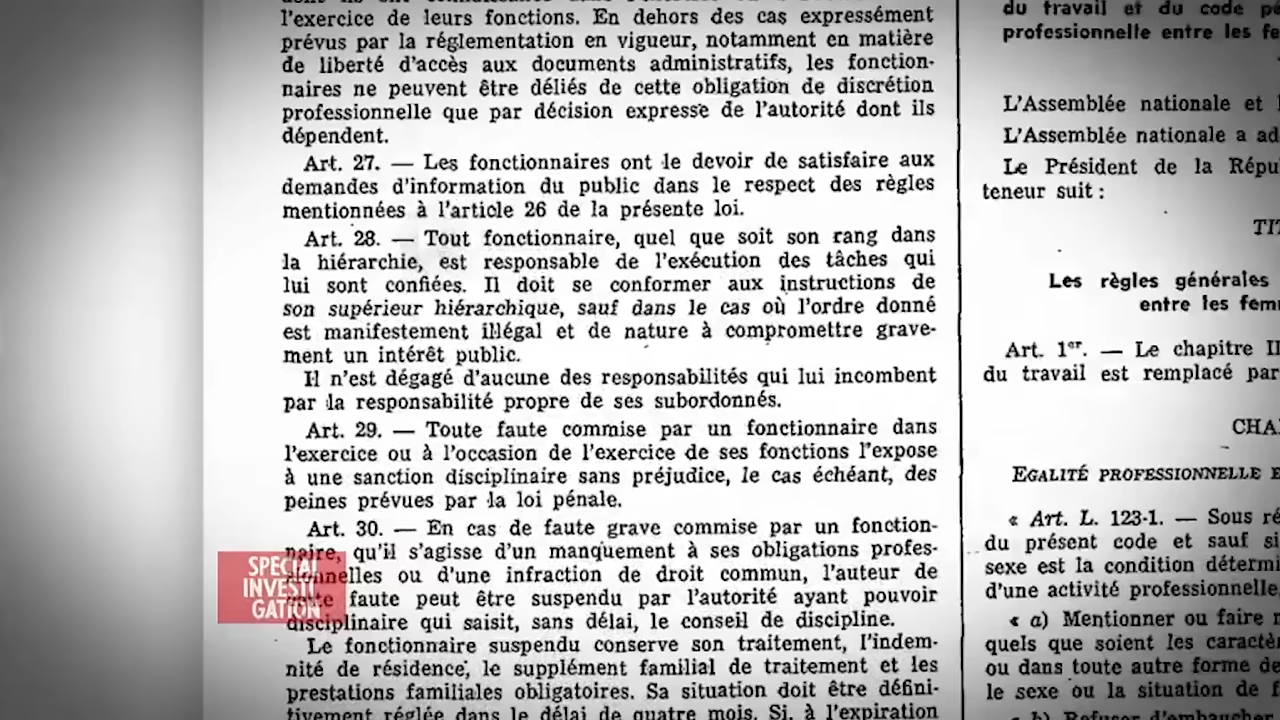 l'exercice de leurs fonctions. En dehors des cas expressément
prévus par la réglementation en vigueur, notamment en matière
de liberté d'accès aux documents administratifs, les fonction-
naires ne peuvent être déliés de cette obligation de discrétion
professionnelle que par décision expresse de l'autorité dont ils
dépendent.
Art. 27. — Les fonctionnaires ont le devoir de satisfaire aux
demandes d'information du public dans le respect des règles
mentionnées à l'article 26 de la présente loi.
Art. 28. — Tout fonctionnaire, quel que soit son rang dans
la hiérarchie, est responsable de l'exécution des tâches qui
lui sont confiées. Il doit se conformer aux instructions de
son supérieur hiérarchique, sauf dans le cas où l'ordre donné
est manifestement illégal et de nature à compromettre grave-
ment un intérêt public.
Il n'est dégagé d'aucune des responsabilités qui lui incombent
par la responsabilité propre de ses subordonnés.
Art. 29. — Toute faute commise par un fonctionnaire dans
l'exercice ou à l'occasion de l'exercice de ses fonctions l'expose
à une sanction disciplinaire sans préjudice, le cas échéant, des
peines prévues par la loi pénale.
Art. 30. — En cas de faute grave commise par un fonction-
naire, qu'il s'agisse d'un manquement à ses obligations profes-
sionnelles ou d'une infraction de droit commun, l'auteur de
cette faute peut être suspendu par l'autorité ayant pouvoir
disciplinaire qui saisit, sans délai, le conseil de discipline.
Le fonctionnaire suspendu conserve son traitement, l'indem-
nité de résidence, le supplément familial de traitement et les
prestations familiales obligatoires. Sa situation doit être défini-
tivement réglée dans le délai de quatre mois. Si, à l'expiration
SPECIAL
INVESTI
GATION
du travail et du code
professionnelle entre les
L'Assemblée nationale et
L'Assemblée nationale a
Le Président de la
teneur suit :
Les règles générales
entre les
Art. 1er. — Le chapitre
du travail est remplacé par
EGALITÉ PROFESSIONNELLE
« Art. L. 123-1. — Sous
du présent code et sauf
sexe est la condition
d'une activité professionnelle
« a) Mentionner ou faire
quels que soient les
ou dans toute autre forme
le sexe ou la situation de
« b) Refuser d'embaucher